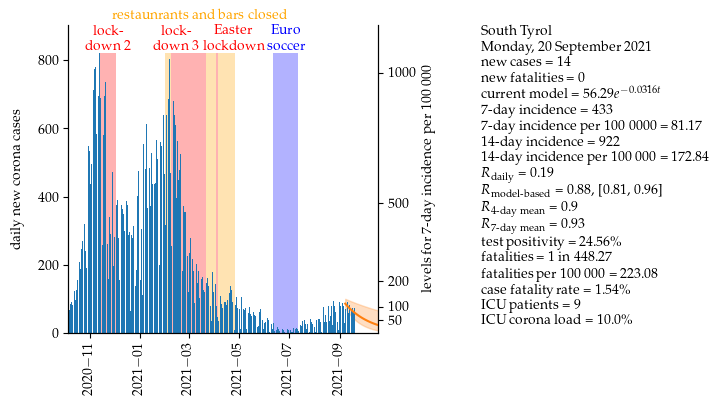 restaunrants and bars closed
lock-
down 2
lock-
down 3
Easter
lockdown
Euro
soccer
daily new corona cases
800
600
400
200
0
2020−11
2021−01
2021−03
2021−05
2021−07
2021−09
1000
500
200
100
50
levels for 7-day incidence per 100 000
South Tyrol
Monday, 20 September 2021
new cases = 14
new fatalities = 0
current model = 56.29e^{-0.0316t}
7-day incidence = 433
7-day incidence per 100 0000 = 81.17
14-day incidence = 922
14-day incidence per 100 000 = 172.84
R_daily = 0.19
R_model-based = 0.88, [0.81, 0.96]
R_4-day mean = 0.9
R_7-day mean = 0.93
test positivity = 24.56%
fatalities = 1 in 448.27
fatalities per 100 000 = 223.08
case fatality rate = 1.54%
ICU patients = 9
ICU corona load = 10.0%